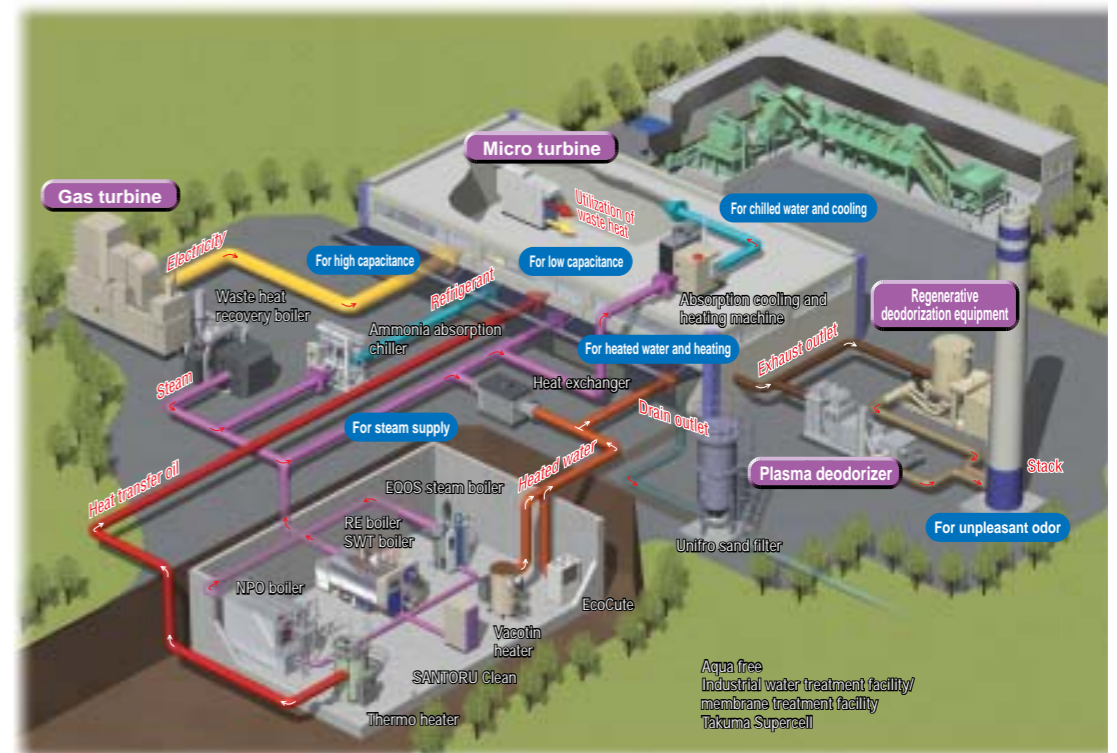 Micro turbine
Gas turbine
Utilization of
waste heat
For chilled water and cooling
Electricity
For high capacitance
For low capacitance
Refrigerant
Waste heat
recovery boiler
Ammonia absorption
chiller
Absorption cooling and
heating machine
Regenerative
deodorization equipment
For heated water and heating
Exhaust outlet
Steam
Heat exchanger
Drain outlet
For steam supply
Heat transfer oil
Heated water
Plasma deodorizer
Stack
EQOS steam boiler
RE boiler
SWT boiler
For unpleasant odor
Unifro sand filter
NPO boiler
EcoCute
Vacotin
heater
SANTORU Clean
Thermo heater
Aqua free
Industrial water treatment facility/
membrane treatment facility
Takuma Supercell